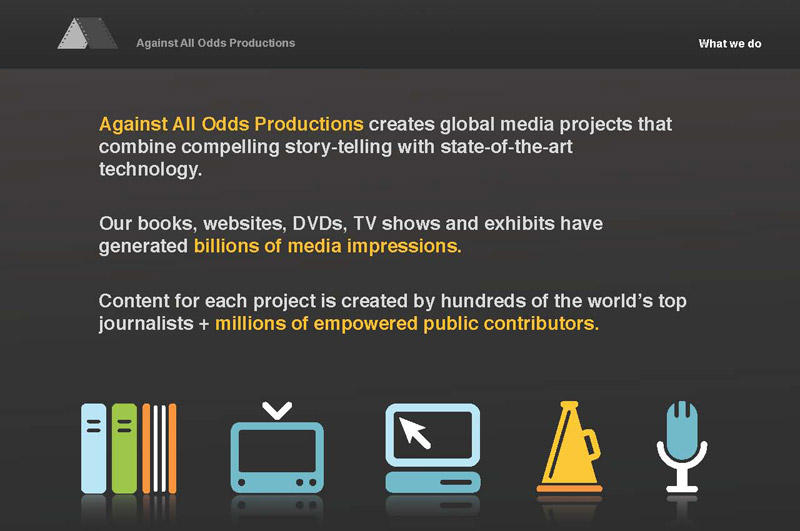 Against All Odds Productions
What we do
Against All Odds Productions creates global media projects that
combine compelling story-telling with state-of-the-art
technology.
Our books, websites, DVDs, TV shows and exhibits have
generated billions of media impressions.
Content for each project is created by hundreds of the world’s top
journalists + millions of empowered public contributors.